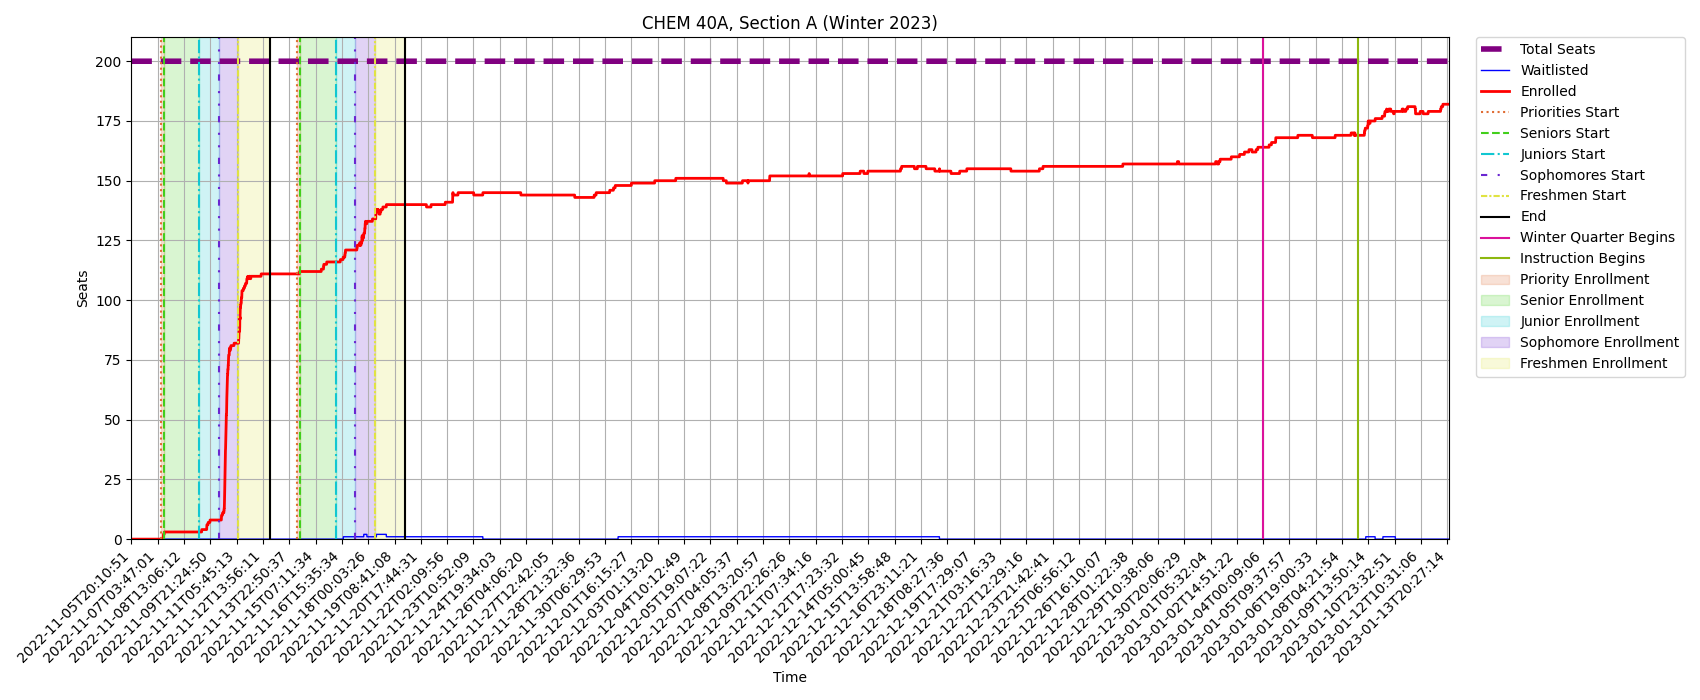 CHEM 40A, Section A (Winter 2023)
Seats
200
175
150
125
100
75
50
25
0
2022-11-05T20:10:51
2022-11-07T03:47:01
2022-11-08T13:06:12
2022-11-09T21:24:50
2022-11-11T05:45:13
2022-11-12T13:56:11
2022-11-13T22:50:37
2022-11-15T07:11:34
2022-11-16T15:35:34
2022-11-18T00:03:26
2022-11-19T08:41:08
2022-11-20T17:44:31
2022-11-22T02:09:56
2022-11-23T10:52:09
2022-11-24T19:34:03
2022-11-26T04:06:20
2022-11-27T12:42:05
2022-11-28T21:32:36
2022-11-30T06:29:53
2022-12-01T16:15:27
2022-12-03T01:13:20
2022-12-04T10:12:49
2022-12-05T19:07:22
2022-12-07T04:05:37
2022-12-08T13:20:57
2022-12-09T22:26:26
2022-12-11T07:34:16
2022-12-12T17:23:32
2022-12-14T05:00:45
2022-12-15T13:58:48
2022-12-16T23:11:23
2022-12-18T08:27:36
2022-12-19T17:29:07
2022-12-21T03:16:33
2022-12-22T12:29:16
2022-12-23T21:42:41
2022-12-25T06:56:12
2022-12-26T16:10:07
2022-12-28T01:22:38
2022-12-29T10:38:06
2022-12-30T20:06:29
2023-01-01T05:32:04
2023-01-02T14:51:22
2023-01-04T00:09:06
2023-01-05T09:37:57
2023-01-06T19:00:33
2023-01-08T04:21:54
2023-01-09T13:50:14
2023-01-10T23:32:51
2023-01-12T10:31:06
2023-01-13T20:27:14
Time
Total Seats
Waitlisted
Enrolled
Priorities Start
Seniors Start
Juniors Start
Sophomores Start
Freshmen Start
End
Winter Quarter Begins
Instruction Begins
Priority Enrollment
Senior Enrollment
Junior Enrollment
Sophomore Enrollment
Freshmen Enrollment